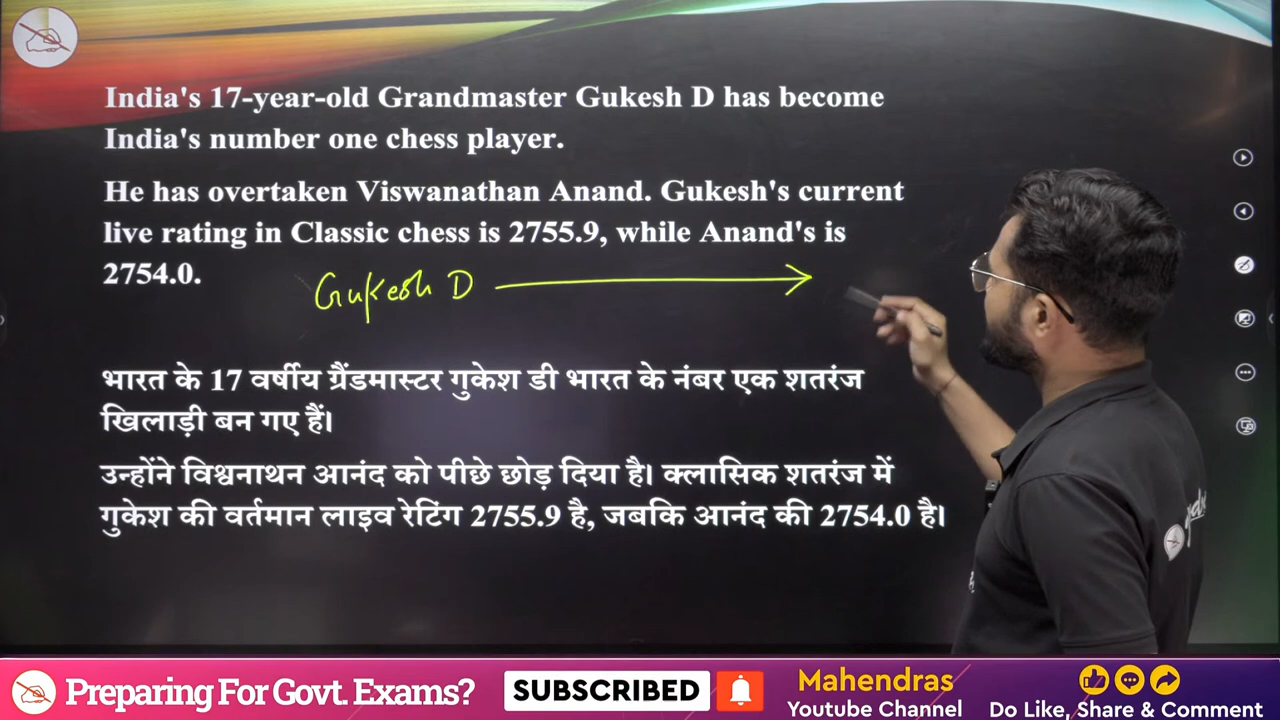 India's 17-year-old Grandmaster Gukesh D has become
India's number one chess player.
He has overtaken Viswanathan Anand. Gukesh's current
live rating in Classic chess is 2755.9, while Anand's is
2754.0.
Gukesh D
भारत के 17 वर्षीय ग्रैंडमास्टर गुकेश डी भारत के नंबर एक शतरंज
खिलाड़ी बन गए हैं।
उन्होंने विश्वनाथन आनंद को पीछे छोड़ दिया है। क्लासिक शतरंज में
गुकेश की वर्तमान लाइव रेटिंग 2755.9 है, जबकि आनंद की 2754.0 है।
Preparing For Govt. Exams?
SUBSCRIBED
Mahendras
YouTube Channel
Do Like, Share & Comment